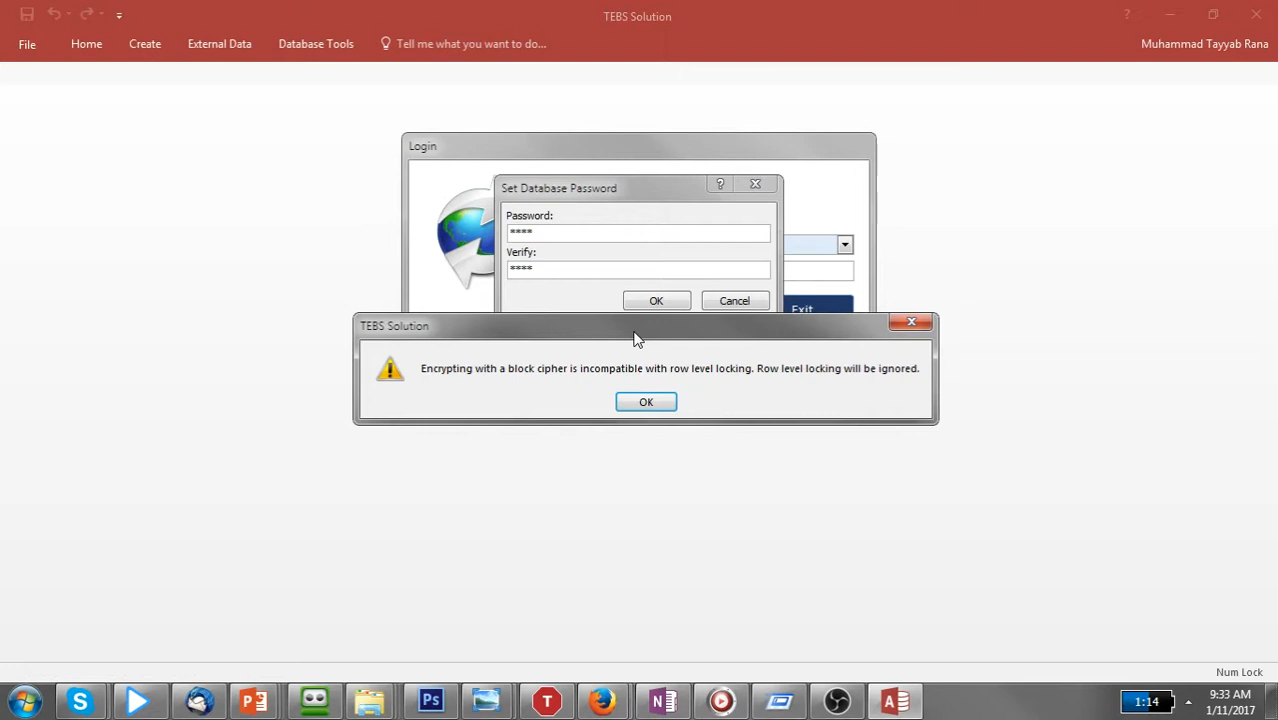 TEBS Solution
File Home Create External Data Database Tools Tell me what you want to do... Muhammad Tayyab Rana
Login
Set Database Password
Password:
****
Verify:
****
OK Cancel
Exit
TEBS Solution
Encrypting with a block cipher is incompatible with row level locking. Row level locking will be ignored.
OK
Num Lock
S Ps T N 1:14 9:33 AM
1/11/2017